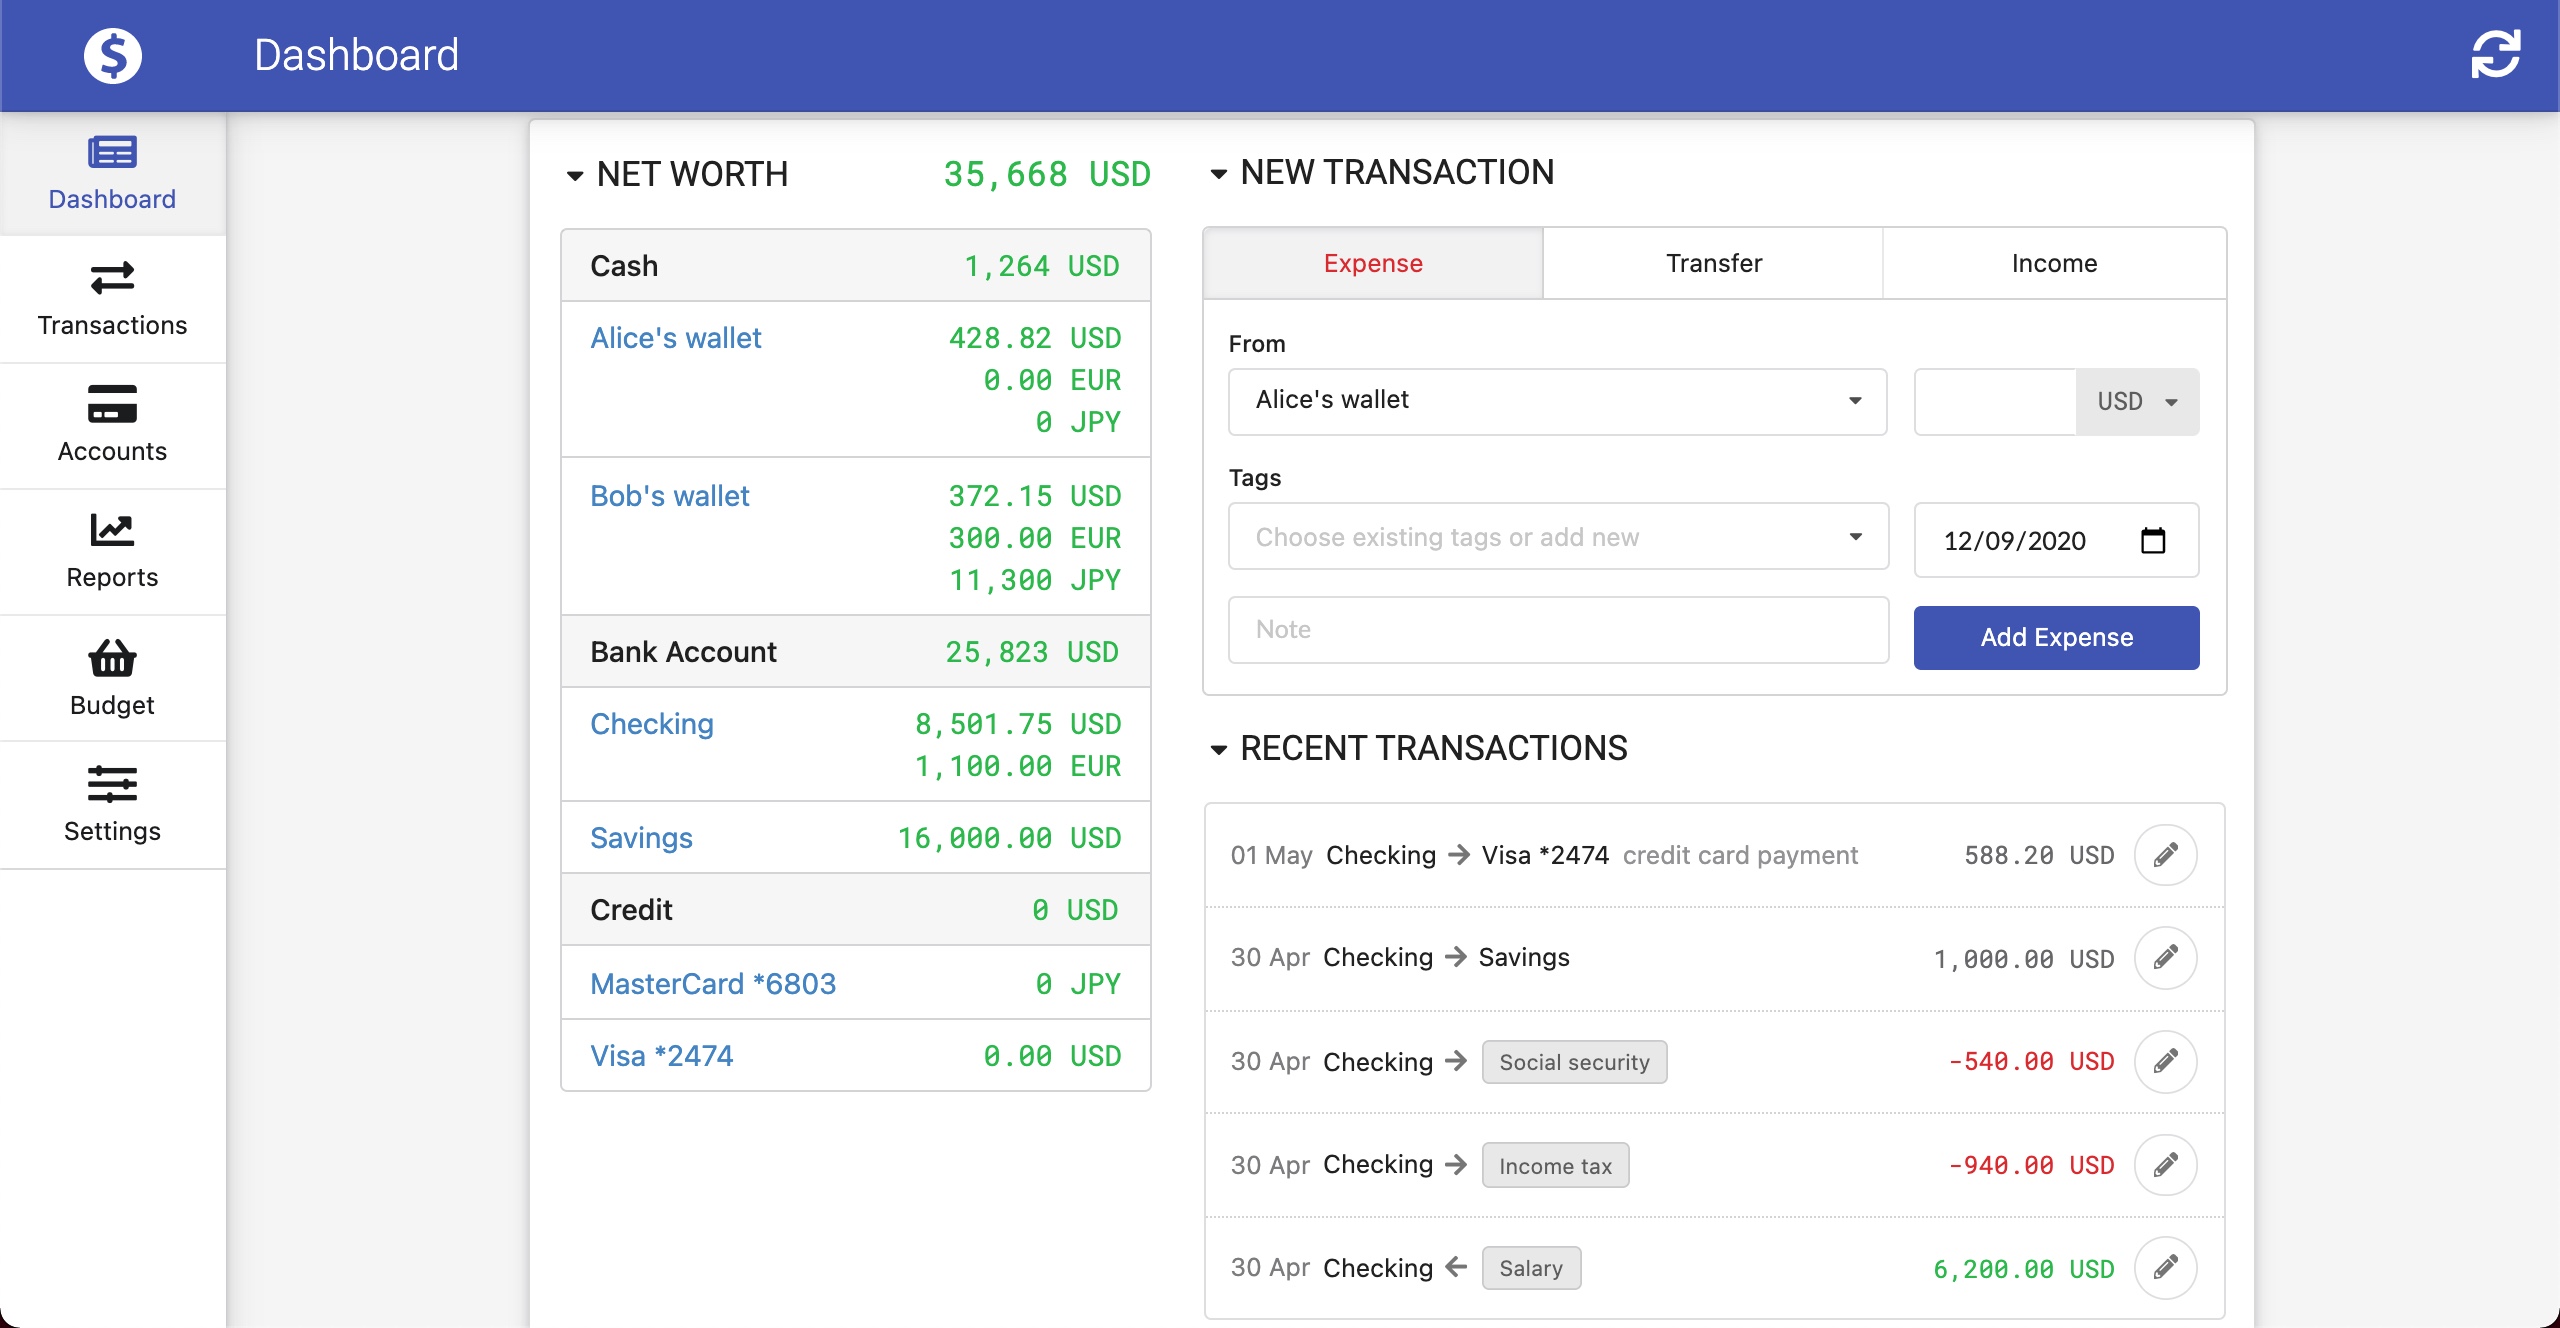 $ Dashboard
Dashboard
Transactions
Accounts
Reports
Budget
Settings
NET WORTH 35,668 USD
Cash 1,264 USD
Alice's wallet 428.82 USD
0.00 EUR
0 JPY
Bob's wallet 372.15 USD
300.00 EUR
11,300 JPY
Bank Account 25,823 USD
Checking 8,501.75 USD
1,100.00 EUR
Savings 16,000.00 USD
Credit 0 USD
MasterCard *6803 0 JPY
Visa *2474 0.00 USD
NEW TRANSACTION
Expense Transfer Income
From
Alice's wallet USD
Tags
Choose existing tags or add new 12/09/2020
Note Add Expense
RECENT TRANSACTIONS
01 May Checking → Visa *2474 credit card payment 588.20 USD
30 Apr Checking → Savings 1,000.00 USD
30 Apr Checking → Social security -540.00 USD
30 Apr Checking → Income tax -940.00 USD
30 Apr Checking ← Salary 6,200.00 USD